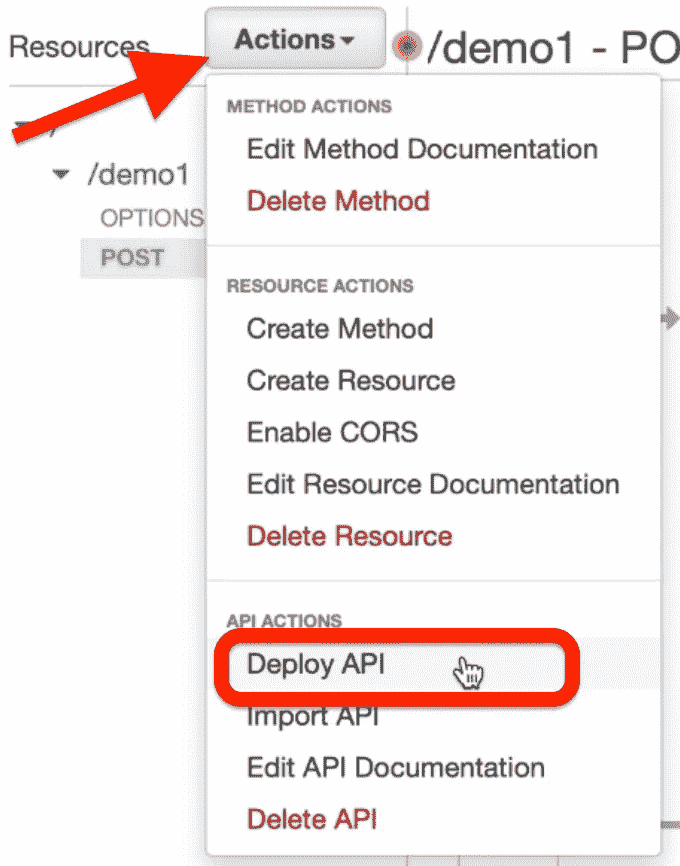 Resources
Actions
/demo1 - PO
/
METHOD ACTIONS
Edit Method Documentation
Delete Method
/demo1
OPTIONS
POST
RESOURCE ACTIONS
Create Method
Create Resource
Enable CORS
Edit Resource Documentation
Delete Resource
API ACTIONS
Deploy API
Import API
Edit API Documentation
Delete API